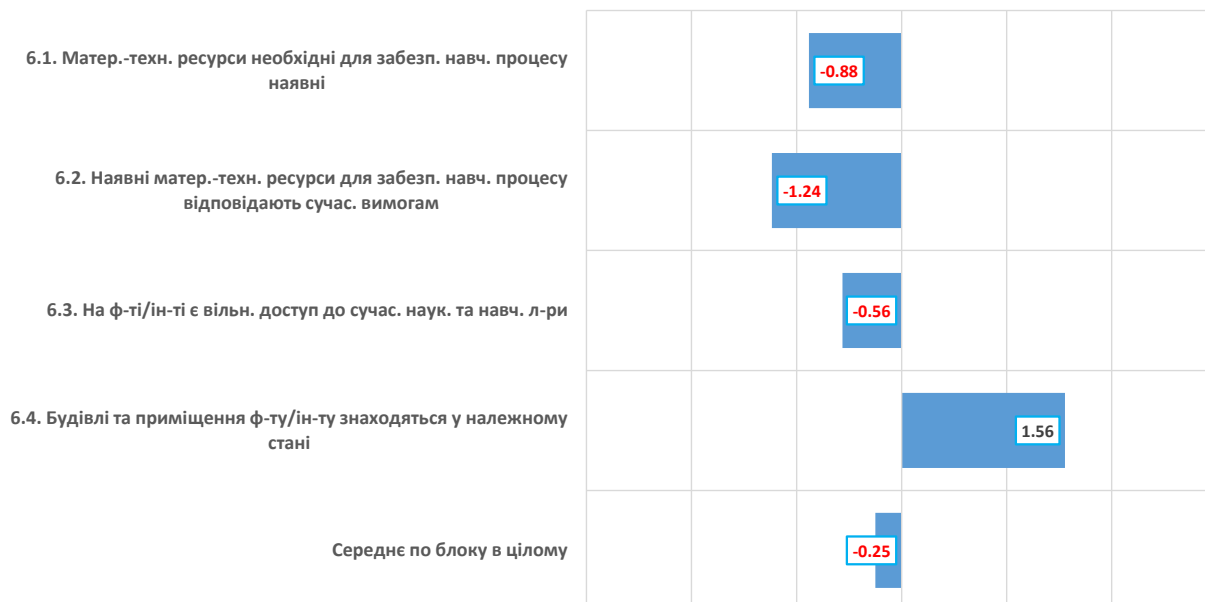 6.1. Матер.-техн. ресурси необхідні для забезп. навч. процесу
наявні
-0.88
6.2. Наявні матер.-техн. ресурси для забезп. навч. процесу
відповідають сучас. вимогам
-1.24
6.3. На ф-ті/ін-ті є вільн. доступ до сучас. наук. та навч. л-ри
-0.56
6.4. Будівлі та приміщення ф-ту/ін-ту знаходяться у належному
стані
1.56
Середнє по блоку в цілому
-0.25